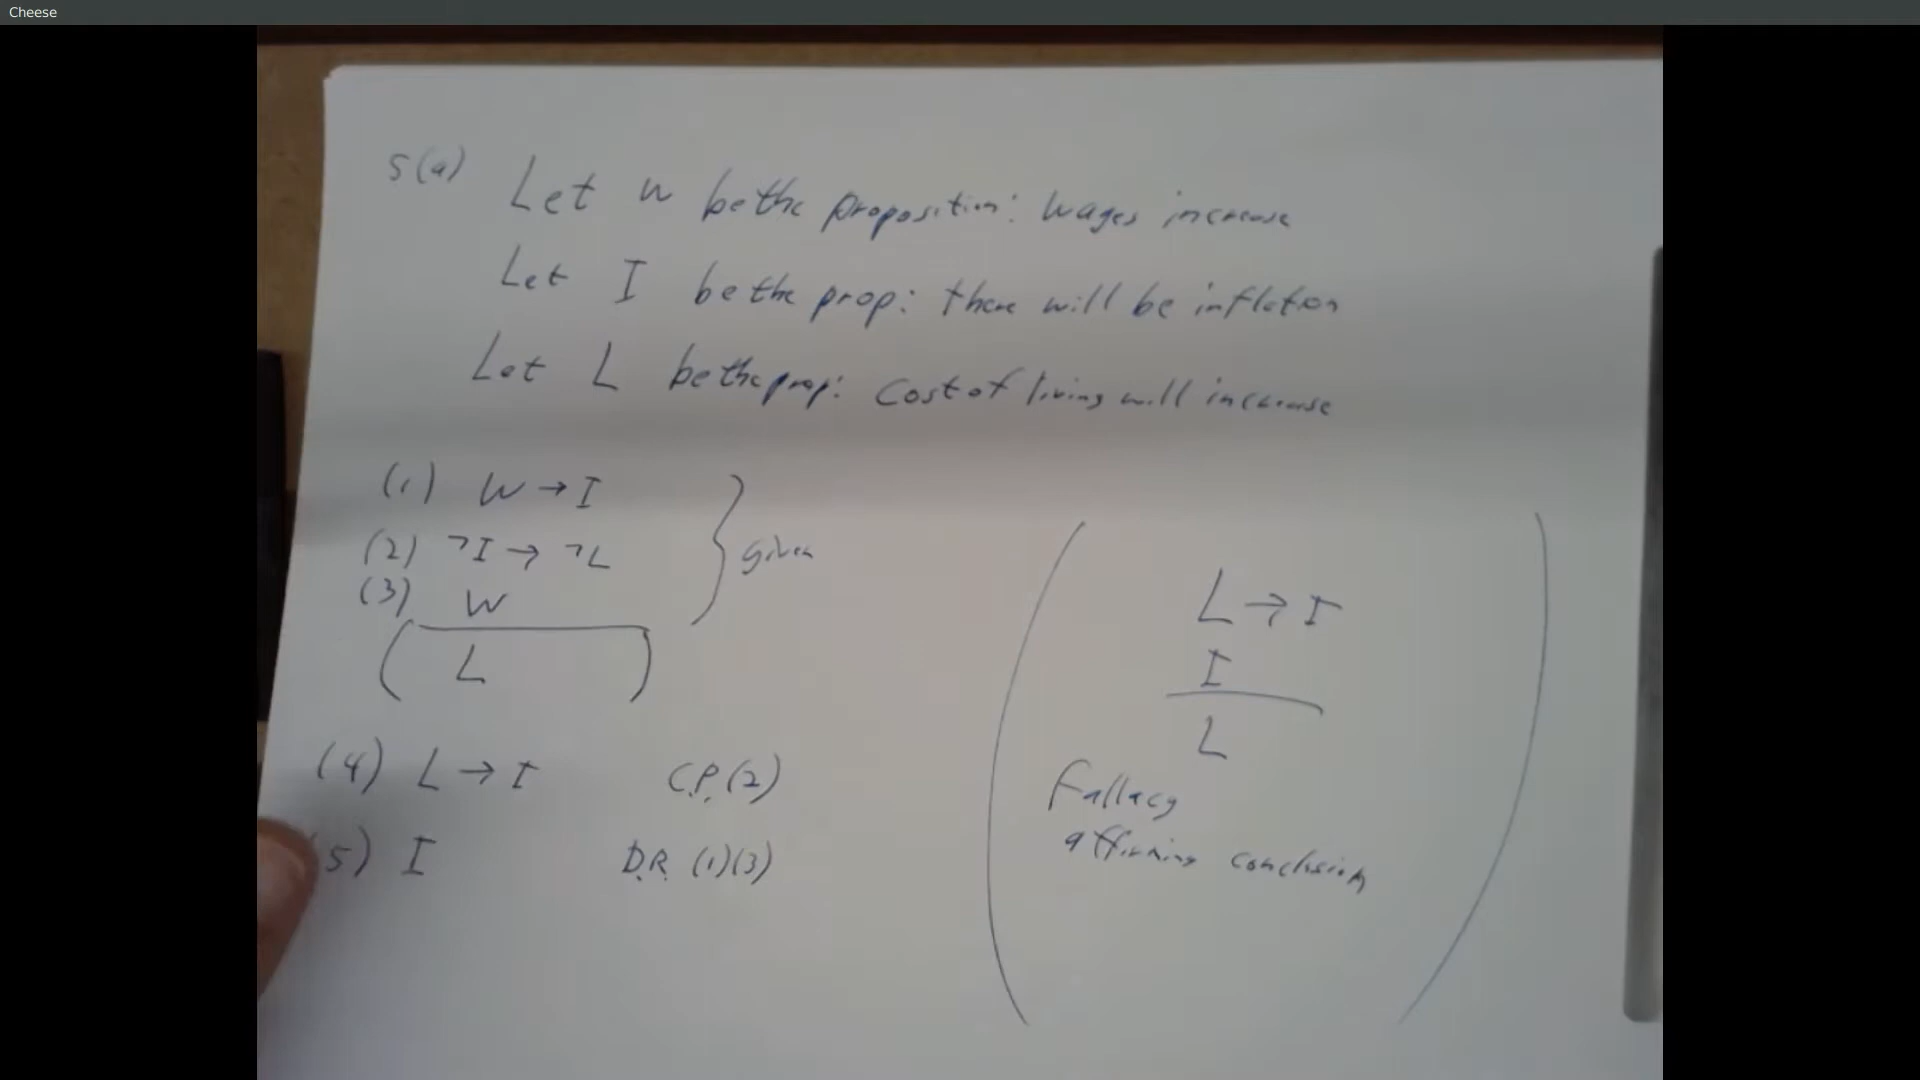 Cheese
5(a) Let W be the proposition: wages increase
Let I be the prop: there will be inflation
Let L be the prop: cost of living will increase
(1) W → I
(2) ¬I → ¬L
(3) W
given
( L )
(4) L → I C.P. (2)
(5) I D.R. (1)(3)
L → I
I
L
Fallacy
affirming conclusion